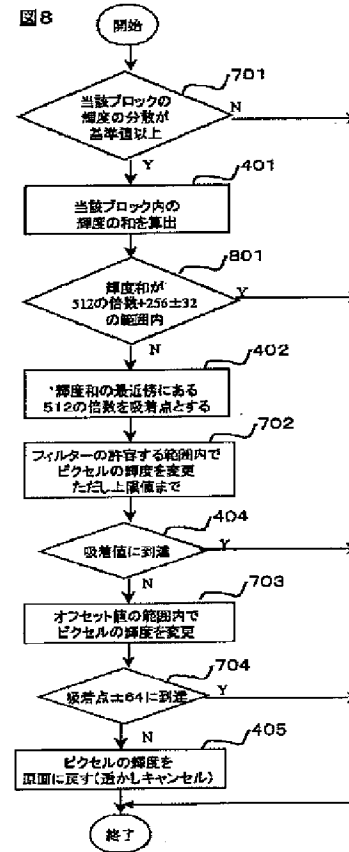 図8
開始
701
当該ブロックの
輝度の分散が
基準値以上
N
Y
401
当該ブロック内の
輝度の和を算出
801
輝度和が
512の倍数+256±32
の範囲内
Y
N
402
輝度和の最近傍にある
512の倍数を吸着点とする
702
フィルターの許容する範囲内で
ピクセルの輝度を変更
ただし上限値まで
404
吸着値に到達
Y
N
703
オフセット値の範囲内で
ピクセルの輝度を変更
704
吸着点±64に到達
Y
N
405
ピクセルの輝度を
原画に戻す(透かしキャンセル)
終了